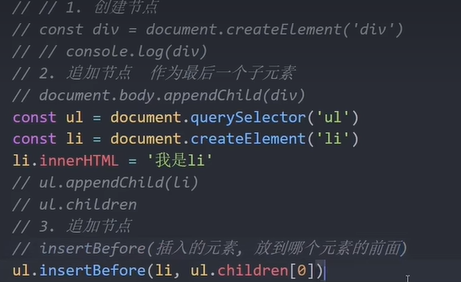 // // 1. 创建节点
// const div = document.createElement('div')
// // console.log(div)
// 2. 追加节点  作为最后一个子元素
// document.body.appendChild(div)
const ul = document.querySelector('ul')
const li = document.createElement('li')
li.innerHTML = '我是li'
// ul.appendChild(li)
// ul.children
// 3. 追加节点
// insertBefore(插入的元素, 放到哪个元素的前面)
ul.insertBefore(li, ul.children[0])